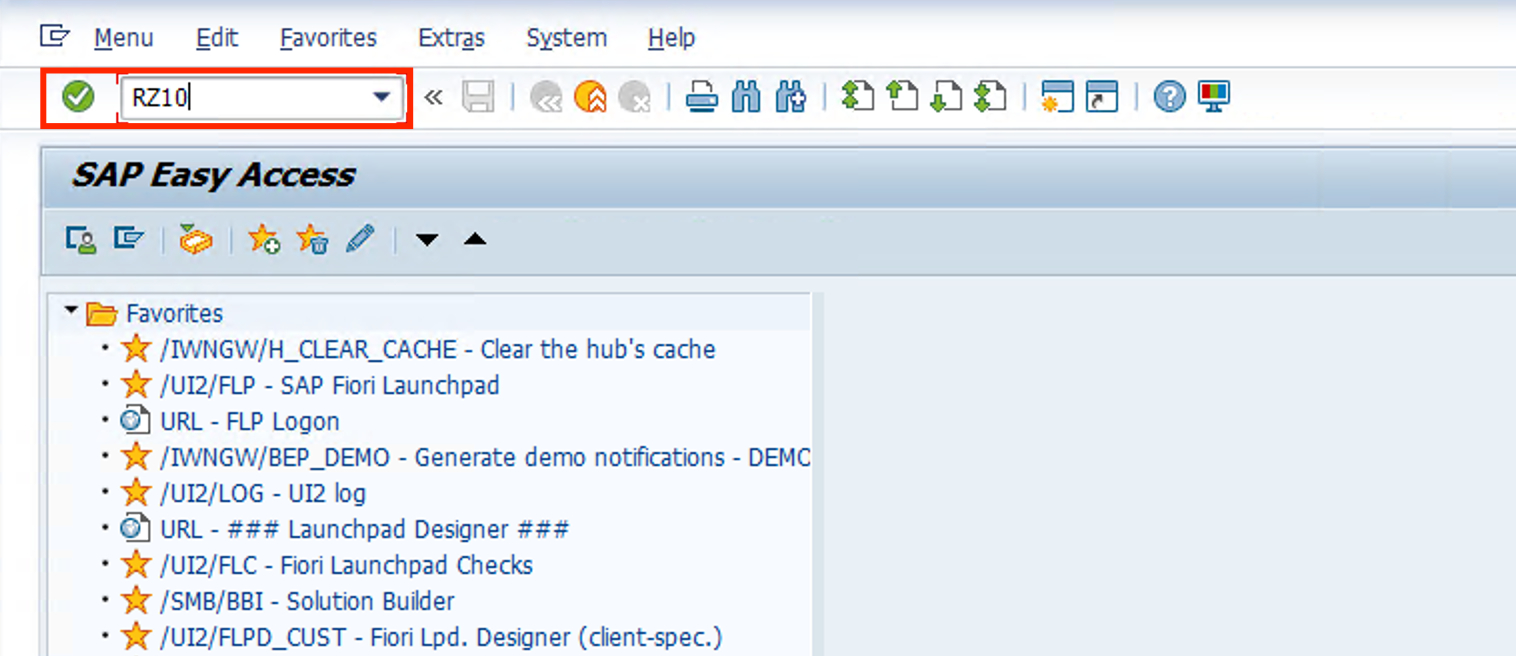 Menu Edit Favorites Extras System Help
RZ10
SAP Easy Access
Favorites
/IWNGW/H_CLEAR_CACHE - Clear the hub's cache
/UI2/FLP - SAP Fiori Launchpad
URL - FLP Logon
/IWNGW/BEP_DEMO - Generate demo notifications - DEMO
/UI2/LOG - UI2 log
URL - ### Launchpad Designer ###
/UI2/FLC - Fiori Launchpad Checks
/SMB/BBI - Solution Builder
/UI2/FLPD_CUST - Fiori Lpd. Designer (client-spec.)